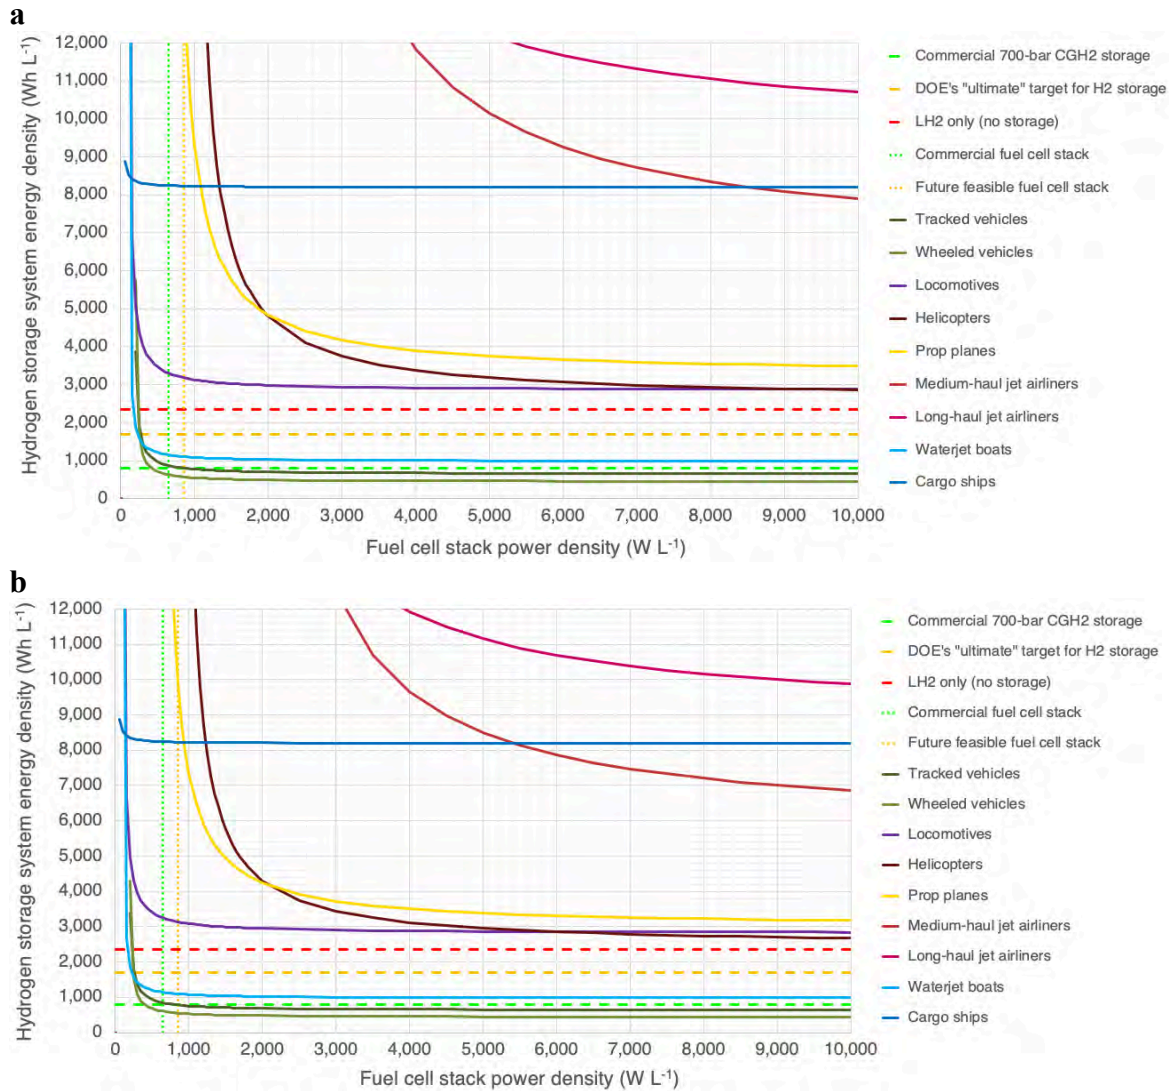 a
Hydrogen storage system energy density (Wh L⁻¹)
12,000
11,000
10,000
9,000
8,000
7,000
6,000
5,000
4,000
3,000
2,000
1,000
0
0 1,000 2,000 3,000 4,000 5,000 6,000 7,000 8,000 9,000 10,000
Fuel cell stack power density (W L⁻¹)
Commercial 700-bar CGH2 storage
DOE's "ultimate" target for H2 storage
LH2 only (no storage)
Commercial fuel cell stack
Future feasible fuel cell stack
Tracked vehicles
Wheeled vehicles
Locomotives
Helicopters
Prop planes
Medium-haul jet airliners
Long-haul jet airliners
Waterjet boats
Cargo ships
b
Hydrogen storage system energy density (Wh L⁻¹)
12,000
11,000
10,000
9,000
8,000
7,000
6,000
5,000
4,000
3,000
2,000
1,000
0
0 1,000 2,000 3,000 4,000 5,000 6,000 7,000 8,000 9,000 10,000
Fuel cell stack power density (W L⁻¹)
Commercial 700-bar CGH2 storage
DOE's "ultimate" target for H2 storage
LH2 only (no storage)
Commercial fuel cell stack
Future feasible fuel cell stack
Tracked vehicles
Wheeled vehicles
Locomotives
Helicopters
Prop planes
Medium-haul jet airliners
Long-haul jet airliners
Waterjet boats
Cargo ships